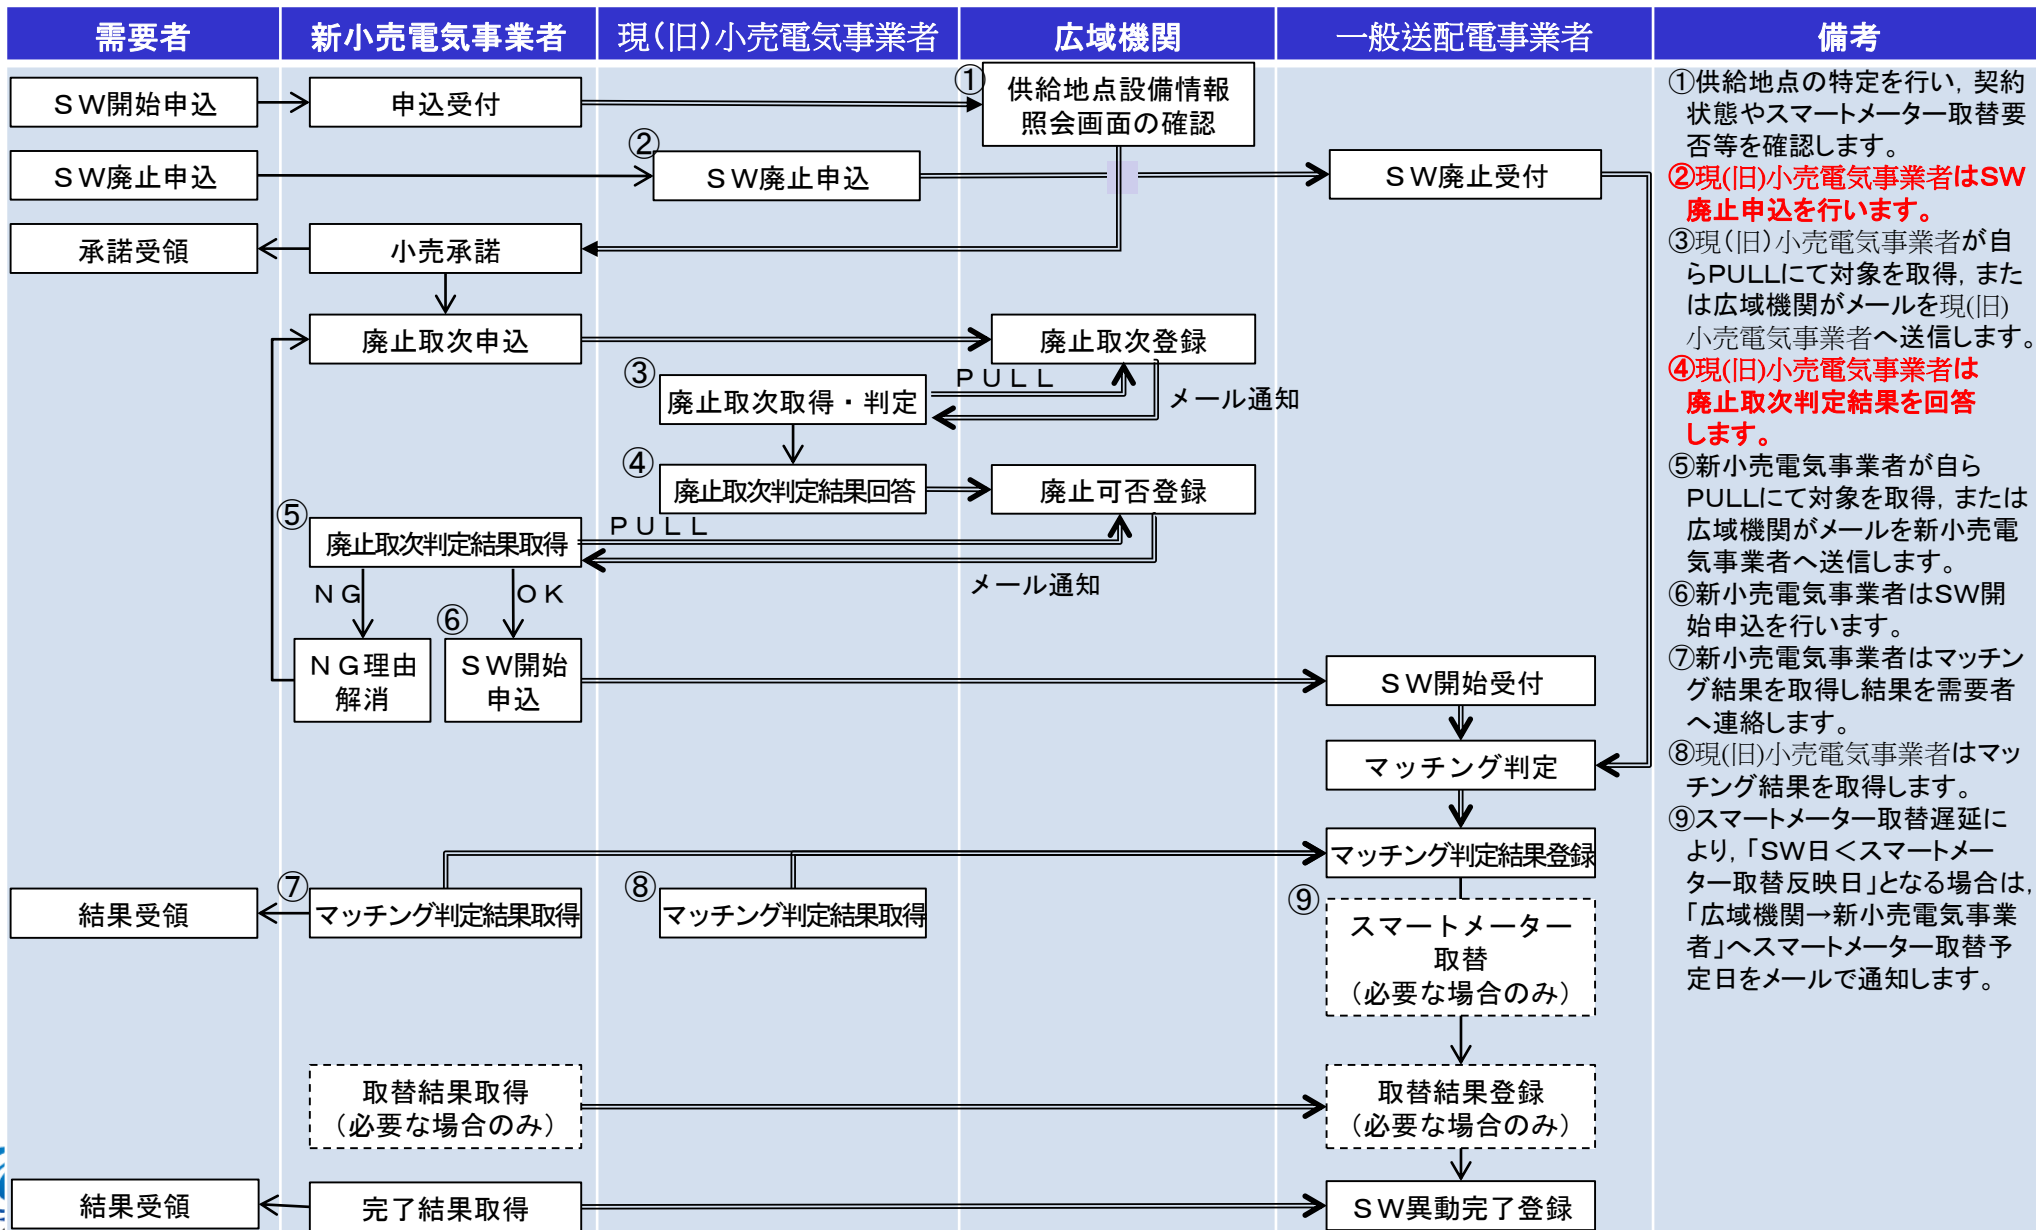 需要者
新小売電気事業者
現(旧)小売電気事業者
広域機関
一般送配電事業者
備考
SW開始申込
申込受付
①
供給地点設備情報
照会画面の確認
SW廃止申込
②
SW廃止申込
SW廃止受付
承諾受領
小売承諾
廃止取次申込
廃止取次登録
③
廃止取次取得・判定
PULL
メール通知
④
廃止取次判定結果回答
廃止可否登録
⑤
廃止取次判定結果取得
PULL
メール通知
NG
OK
NG理由
解消
⑥
SW開始
申込
SW開始受付
マッチング判定
マッチング判定結果登録
結果受領
⑦
マッチング判定結果取得
⑧
マッチング判定結果取得
⑨
スマートメーター
取替
(必要な場合のみ)
取替結果取得
(必要な場合のみ)
取替結果登録
(必要な場合のみ)
結果受領
完了結果取得
SW異動完了登録
①供給地点の特定を行い,契約
状態やスマートメーター取替要
否等を確認します。
②現(旧)小売電気事業者はSW
廃止申込を行います。
③現(旧)小売電気事業者が自
らPULLにて対象を取得,また
は広域機関がメールを現(旧)
小売電気事業者へ送信します。
④現(旧)小売電気事業者は
廃止取次判定結果を回答
します。
⑤新小売電気事業者が自ら
PULLにて対象を取得,または
広域機関がメールを新小売電
気事業者へ送信します。
⑥新小売電気事業者はSW開
始申込を行います。
⑦新小売電気事業者はマッチン
グ結果を取得し結果を需要者
へ連絡します。
⑧現(旧)小売電気事業者はマッ
チング結果を取得します。
⑨スマートメーター取替遅延に
より,「SW日<スマートメー
ター取替反映日」となる場合は,
「広域機関→新小売電気事業
者」へスマートメーター取替予
定日をメールで通知します。